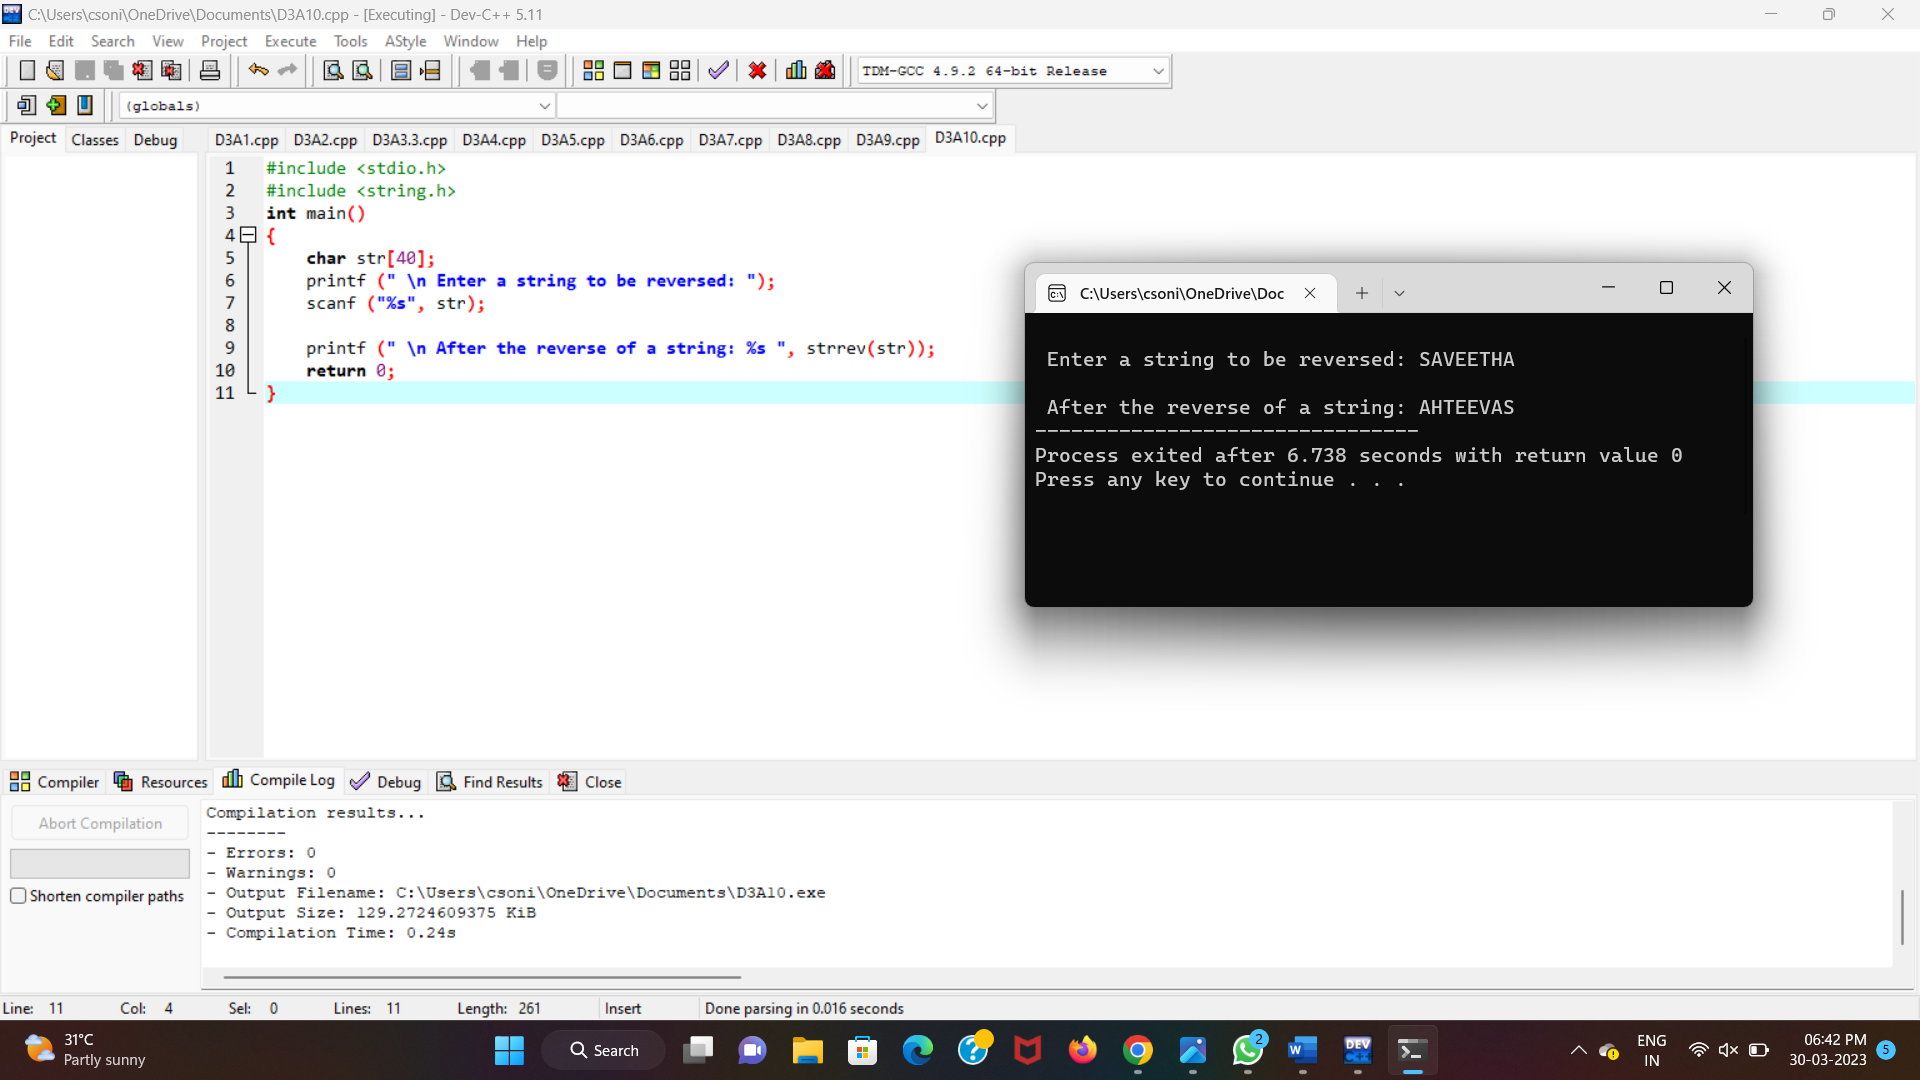 C:\Users\csoni\OneDrive\Documents\D3A10.cpp - [Executing] - Dev-C++ 5.11
File Edit Search View Project Execute Tools AStyle Window Help
TDM-GCC 4.9.2 64-bit Release
(globals)
Project Classes Debug
D3A1.cpp D3A2.cpp D3A3.3.cpp D3A4.cpp D3A5.cpp D3A6.cpp D3A7.cpp D3A8.cpp D3A9.cpp D3A10.cpp
1 #include <stdio.h>
2 #include <string.h>
3 int main()
4 {
5 char str[40];
6 printf (" \n Enter a string to be reversed: ");
7 scanf ("%s", str);
8
9 printf (" \n After the reverse of a string: %s ", strrev(str));
10 return 0;
11 }
C:\Users\csoni\OneDrive\Doc
Enter a string to be reversed: SAVEETHA
After the reverse of a string: AHTEEVAS
--------------------------------
Process exited after 6.738 seconds with return value 0
Press any key to continue . . .
Compiler Resources Compile Log Debug Find Results Close
Abort Compilation
Shorten compiler paths
Compilation results...
--------
- Errors: 0
- Warnings: 0
- Output Filename: C:\Users\csoni\OneDrive\Documents\D3A10.exe
- Output Size: 129.2724609375 KiB
- Compilation Time: 0.24s
Line: 11 Col: 4 Sel: 0 Lines: 11 Length: 261 Insert Done parsing in 0.016 seconds
31°C
Partly sunny
Search
2
DEV
C++
ENG
IN
06:42 PM
30-03-2023
5